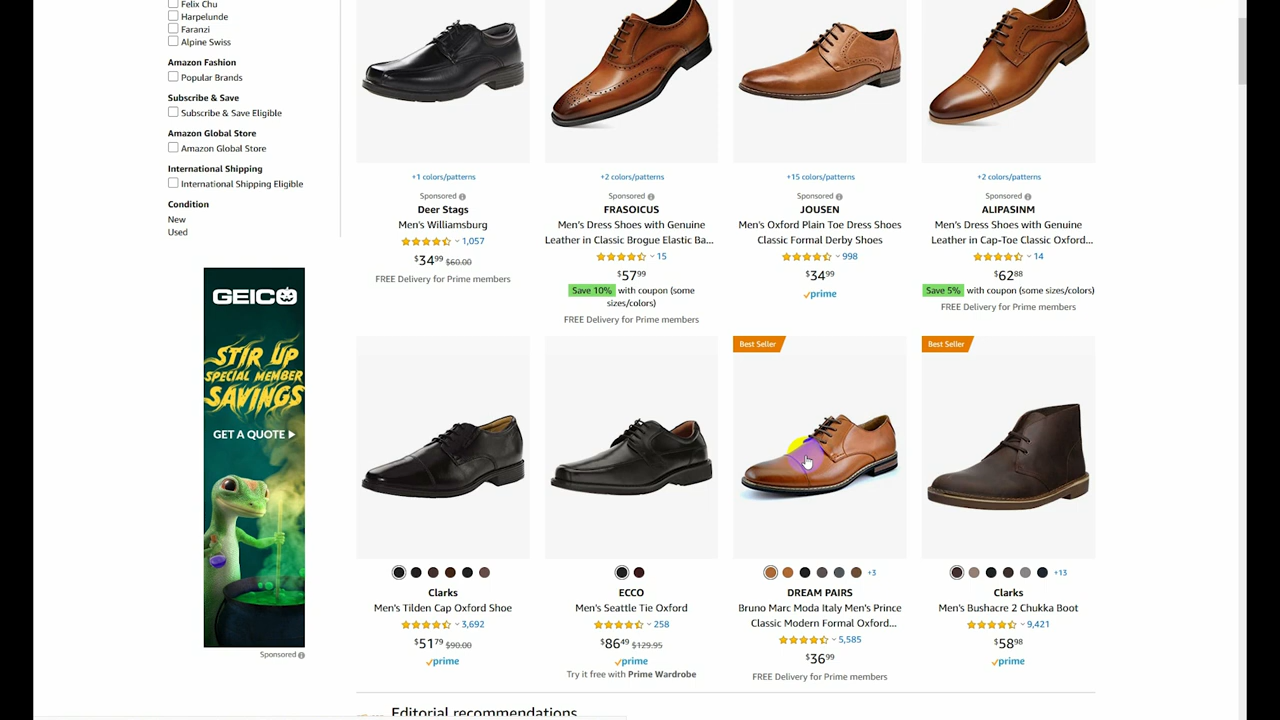 Felix Chu
Harpelunde
Faranzi
Alpine Swiss
Amazon Fashion
Popular Brands
Subscribe & Save
Subscribe & Save Eligible
Amazon Global Store
Amazon Global Store
International Shipping
International Shipping Eligible
Condition
New
Used
GEICO
STIR UP
SPECIAL MEMBER
SAVINGS
GET A QUOTE
Sponsored
+1 colors/patterns
Sponsored
Deer Stags
Men's Williamsburg
1,057
$34.99 $60.00
FREE Delivery for Prime members
+2 colors/patterns
Sponsored
FRASOICUS
Men's Dress Shoes with Genuine
Leather in Classic Brogue Elastic Ba...
15
$57.99
Save 10% with coupon (some
sizes/colors)
FREE Delivery for Prime members
+15 colors/patterns
Sponsored
JOUSEN
Men's Oxford Plain Toe Dress Shoes
Classic Formal Derby Shoes
998
$34.99
prime
+2 colors/patterns
Sponsored
ALIPASINM
Men's Dress Shoes with Genuine
Leather in Cap-Toe Classic Oxford...
14
$62.88
Save 5% with coupon (some sizes/colors)
FREE Delivery for Prime members
Clarks
Men's Tilden Cap Oxford Shoe
3,692
$51.79 $90.00
prime
ECCO
Men's Seattle Tie Oxford
258
$86.49 $129.95
prime
Try it free with Prime Wardrobe
Best Seller
+3
DREAM PAIRS
Bruno Marc Moda Italy Men's Prince
Classic Modern Formal Oxford...
5,585
$36.99
FREE Delivery for Prime members
Best Seller
+13
Clarks
Men's Bushacre 2 Chukka Boot
9,421
$58.98
prime
Editorial recommendations